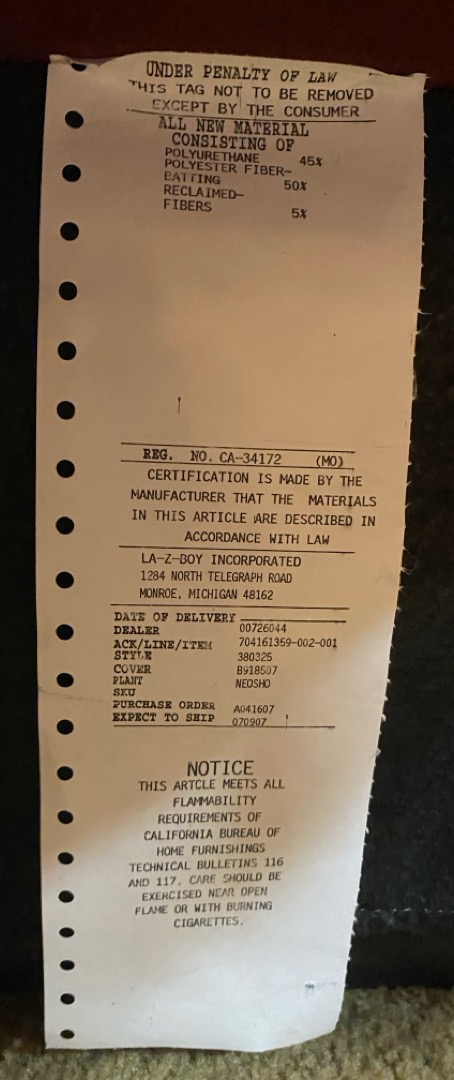 UNDER PENALTY OF LAW
THIS TAG NOT TO BE REMOVED
EXCEPT BY THE CONSUMER
ALL NEW MATERIAL
CONSISTING OF
POLYURETHANE 45%
POLYESTER FIBER-
BATTING 50%
RECLAIMED-
FIBERS 5%
REG. NO. CA-34172 (MO)
CERTIFICATION IS MADE BY THE
MANUFACTURER THAT THE MATERIALS
IN THIS ARTICLE ARE DESCRIBED IN
ACCORDANCE WITH LAW
LA-Z-BOY INCORPORATED
1284 NORTH TELEGRAPH ROAD
MONROE, MICHIGAN 48162
DATE OF DELIVERY
DEALER 00726044
ACK/LINE/ITEM 704161359-002-001
STYLE 380325
COVER B918507
PLANT NEOSHO
SKU
PURCHASE ORDER A041607
EXPECT TO SHIP 070907
NOTICE
THIS ARTCLE MEETS ALL
FLAMMABILITY
REQUIREMENTS OF
CALIFORNIA BUREAU OF
HOME FURNISHINGS
TECHNICAL BULLETINS 116
AND 117. CARE SHOULD BE
EXERCISED NEAR OPEN
FLAME OR WITH BURNING
CIGARETTES.